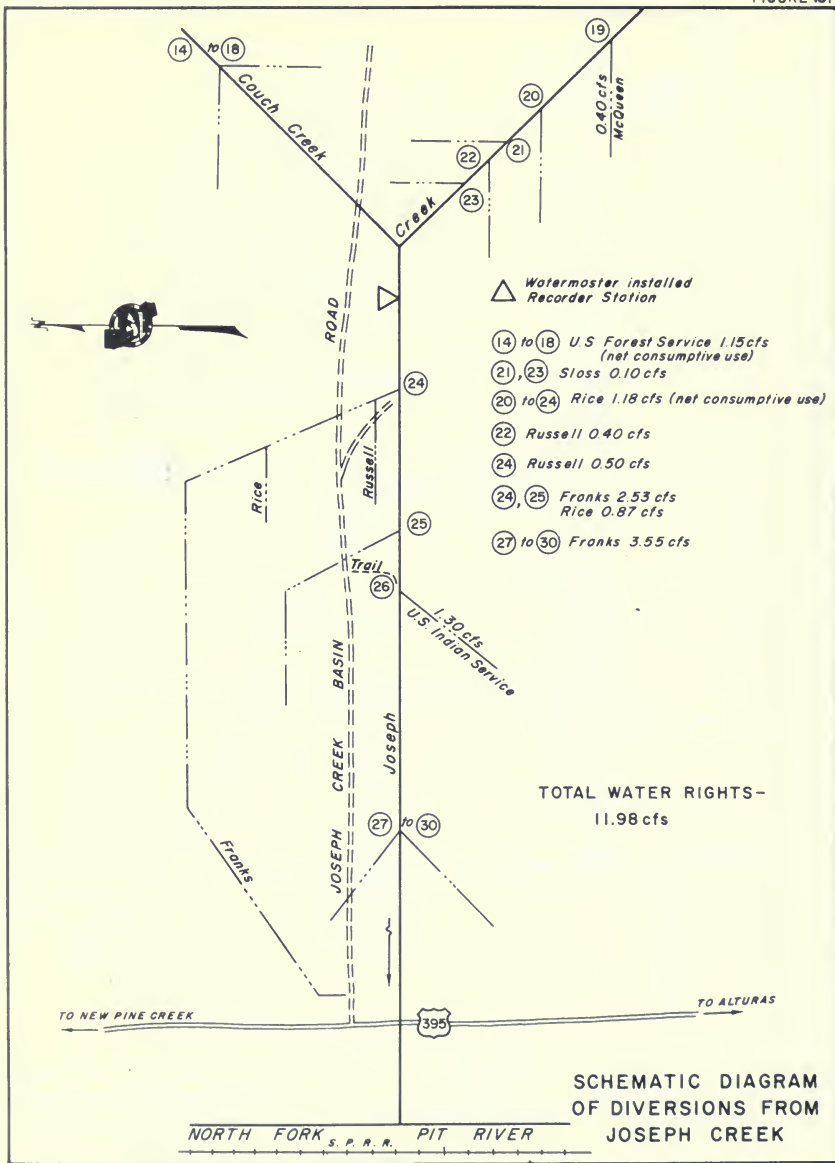 (19)
(14) to (18)
Couch Creek
(20)
0.40 cfs
McQueen
(21)
(22)
(23)
Creek
Watermaster installed
Recorder Station
ROAD
(14) to (18) U.S Forest Service 1.15 cfs
(net consumptive use)
(21), (23) Sloss 0.10 cfs
(24)
(20) to (24) Rice 1.18 cfs (net consumptive use)
(22) Russell 0.40 cfs
Russell
Rice
(24) Russell 0.50 cfs
(24), (25) Franks 2.53 cfs
Rice 0.87 cfs
(25)
(27) to (30) Franks 3.55 cfs
Trail
(26)
1.30 cfs
U.S. Indian Service
BASIN
Joseph
CREEK
TOTAL WATER RIGHTS-
11.98 cfs
(27) to (30)
JOSEPH
Franks
TO NEW PINE CREEK
TO ALTURAS
395
SCHEMATIC DIAGRAM
OF DIVERSIONS FROM
JOSEPH CREEK
NORTH FORK PIT RIVER
S. P. R. R.